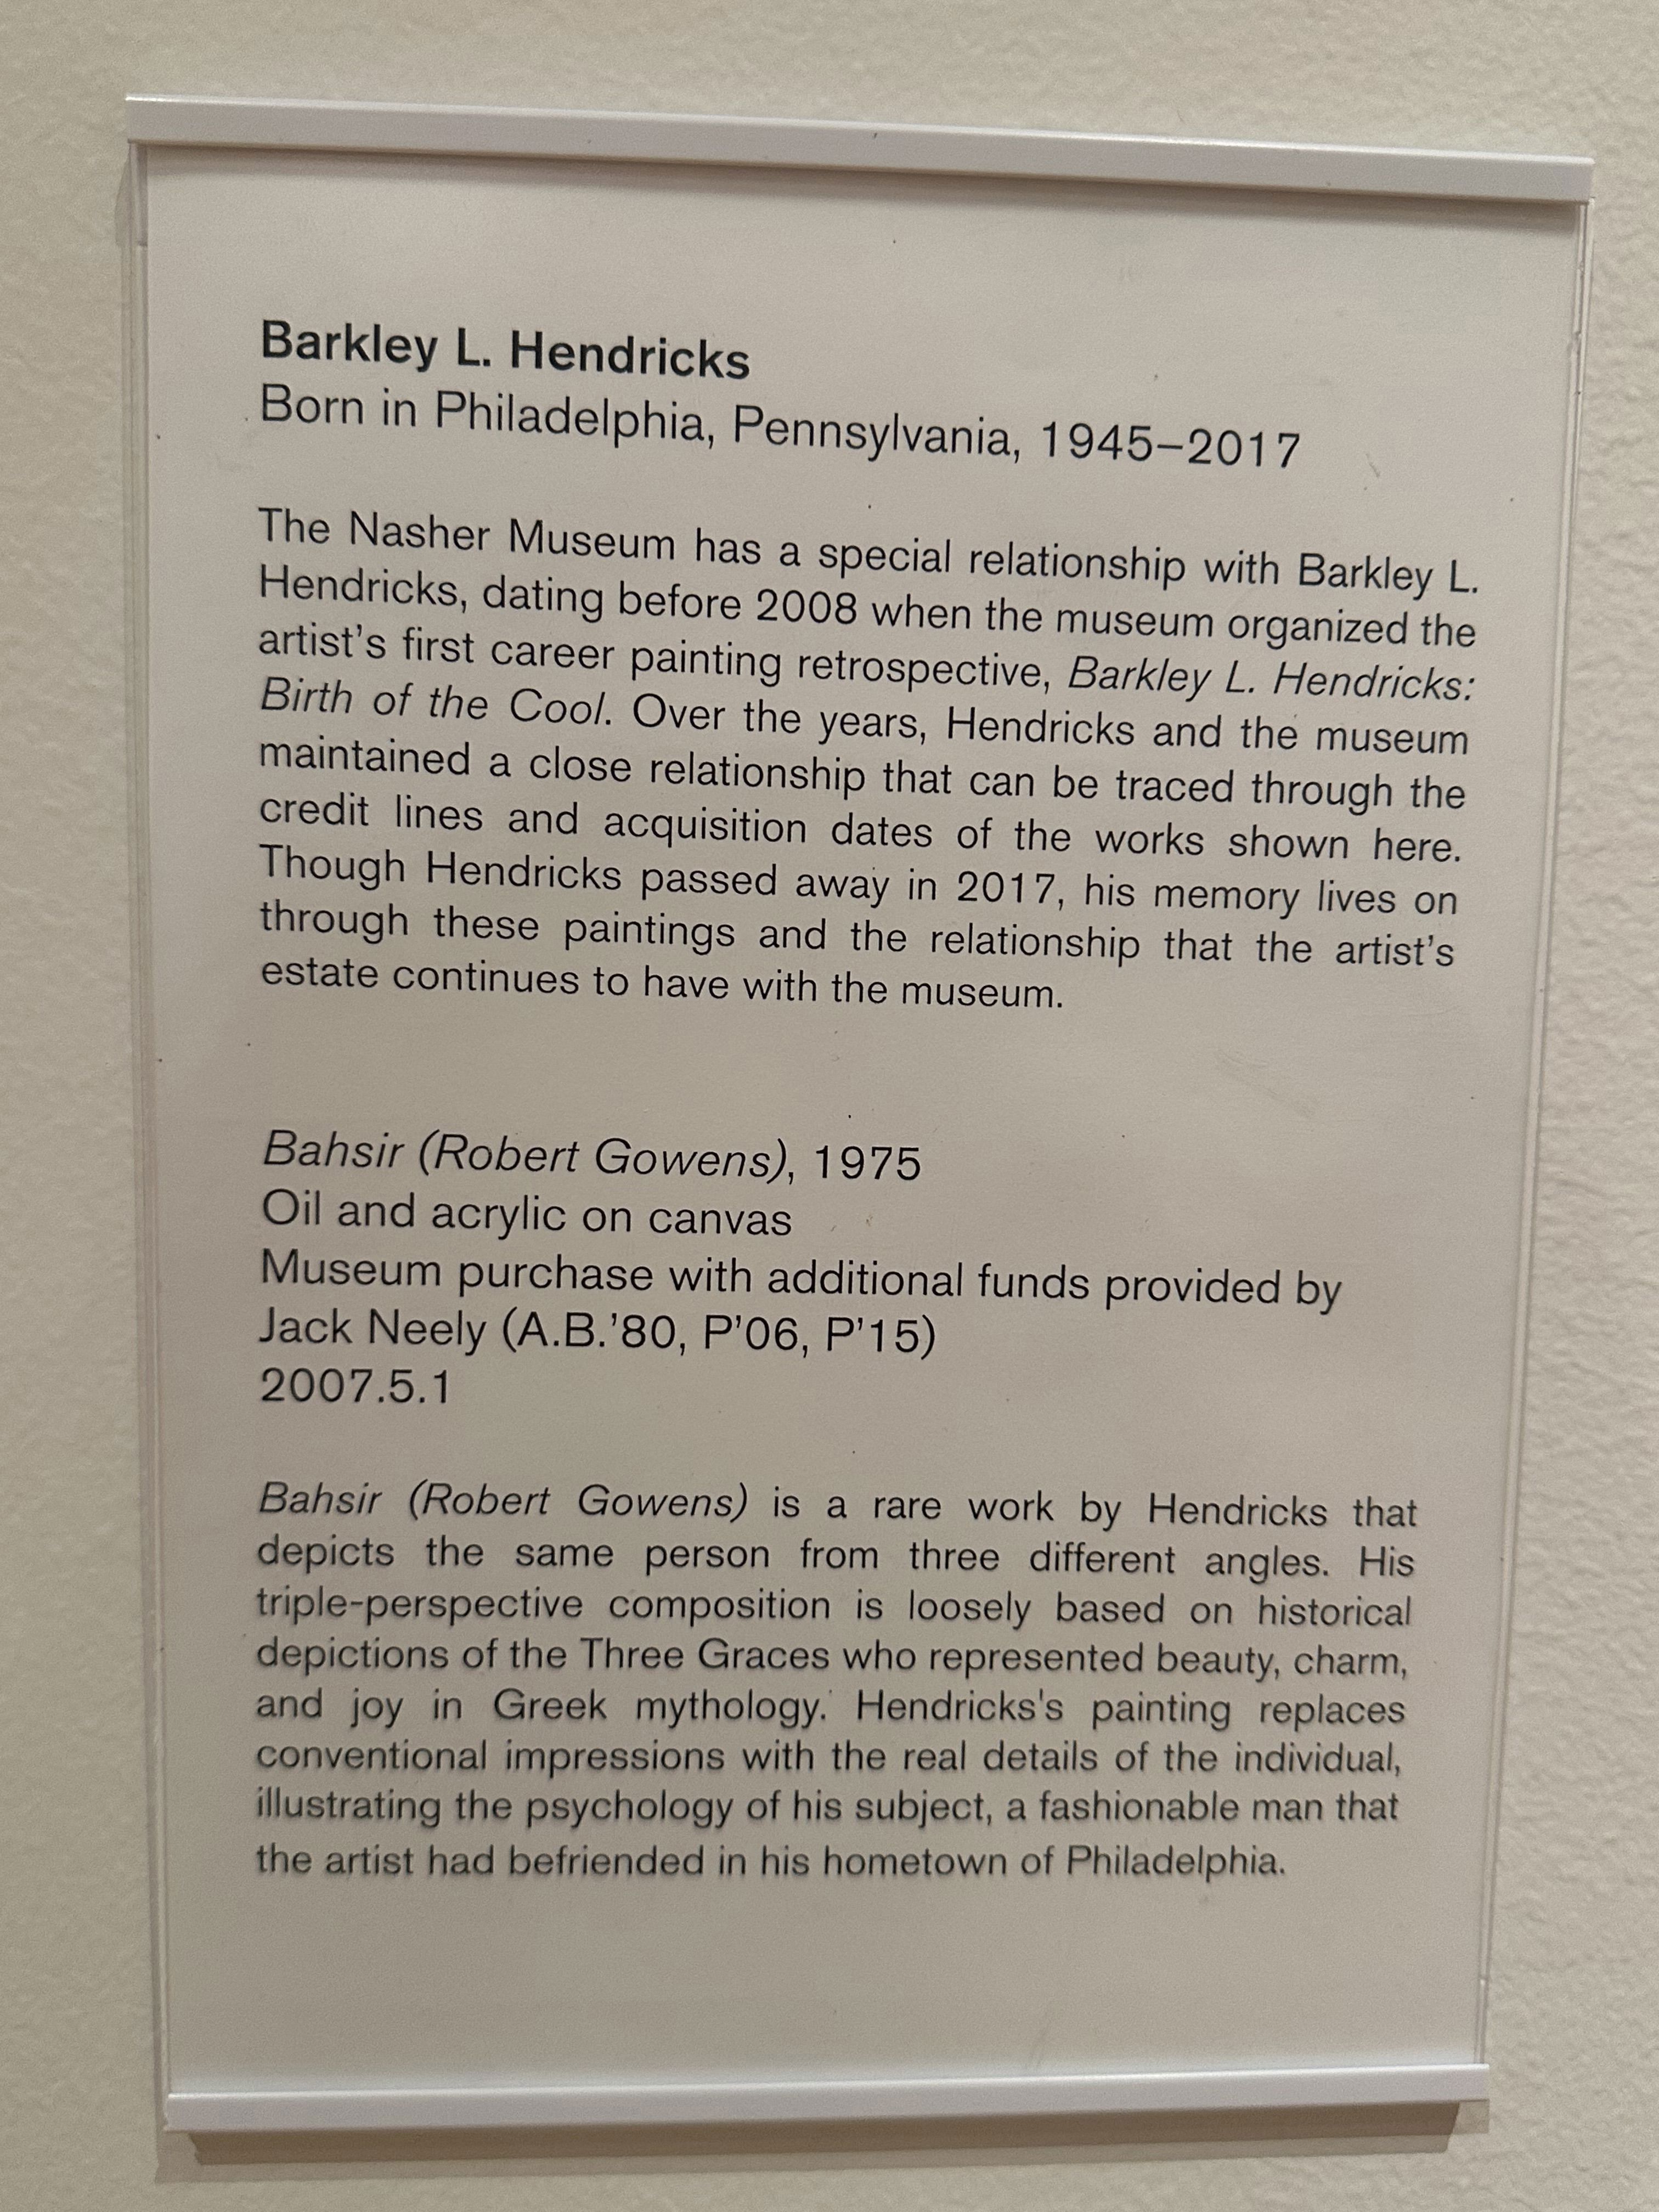 Barkley L. Hendricks
Born in Philadelphia, Pennsylvania, 1945–2017
The Nasher Museum has a special relationship with Barkley L.
Hendricks, dating before 2008 when the museum organized the
artist’s first career painting retrospective, Barkley L. Hendricks:
Birth of the Cool. Over the years, Hendricks and the museum
maintained a close relationship that can be traced through the
credit lines and acquisition dates of the works shown here.
Though Hendricks passed away in 2017, his memory lives on
through these paintings and the relationship that the artist’s
estate continues to have with the museum.
Bahsir (Robert Gowens), 1975
Oil and acrylic on canvas
Museum purchase with additional funds provided by
Jack Neely (A.B.’80, P’06, P’15)
2007.5.1
Bahsir (Robert Gowens) is a rare work by Hendricks that
depicts the same person from three different angles. His
triple-perspective composition is loosely based on historical
depictions of the Three Graces who represented beauty, charm,
and joy in Greek mythology. Hendricks's painting replaces
conventional impressions with the real details of the individual,
illustrating the psychology of his subject, a fashionable man that
the artist had befriended in his hometown of Philadelphia.